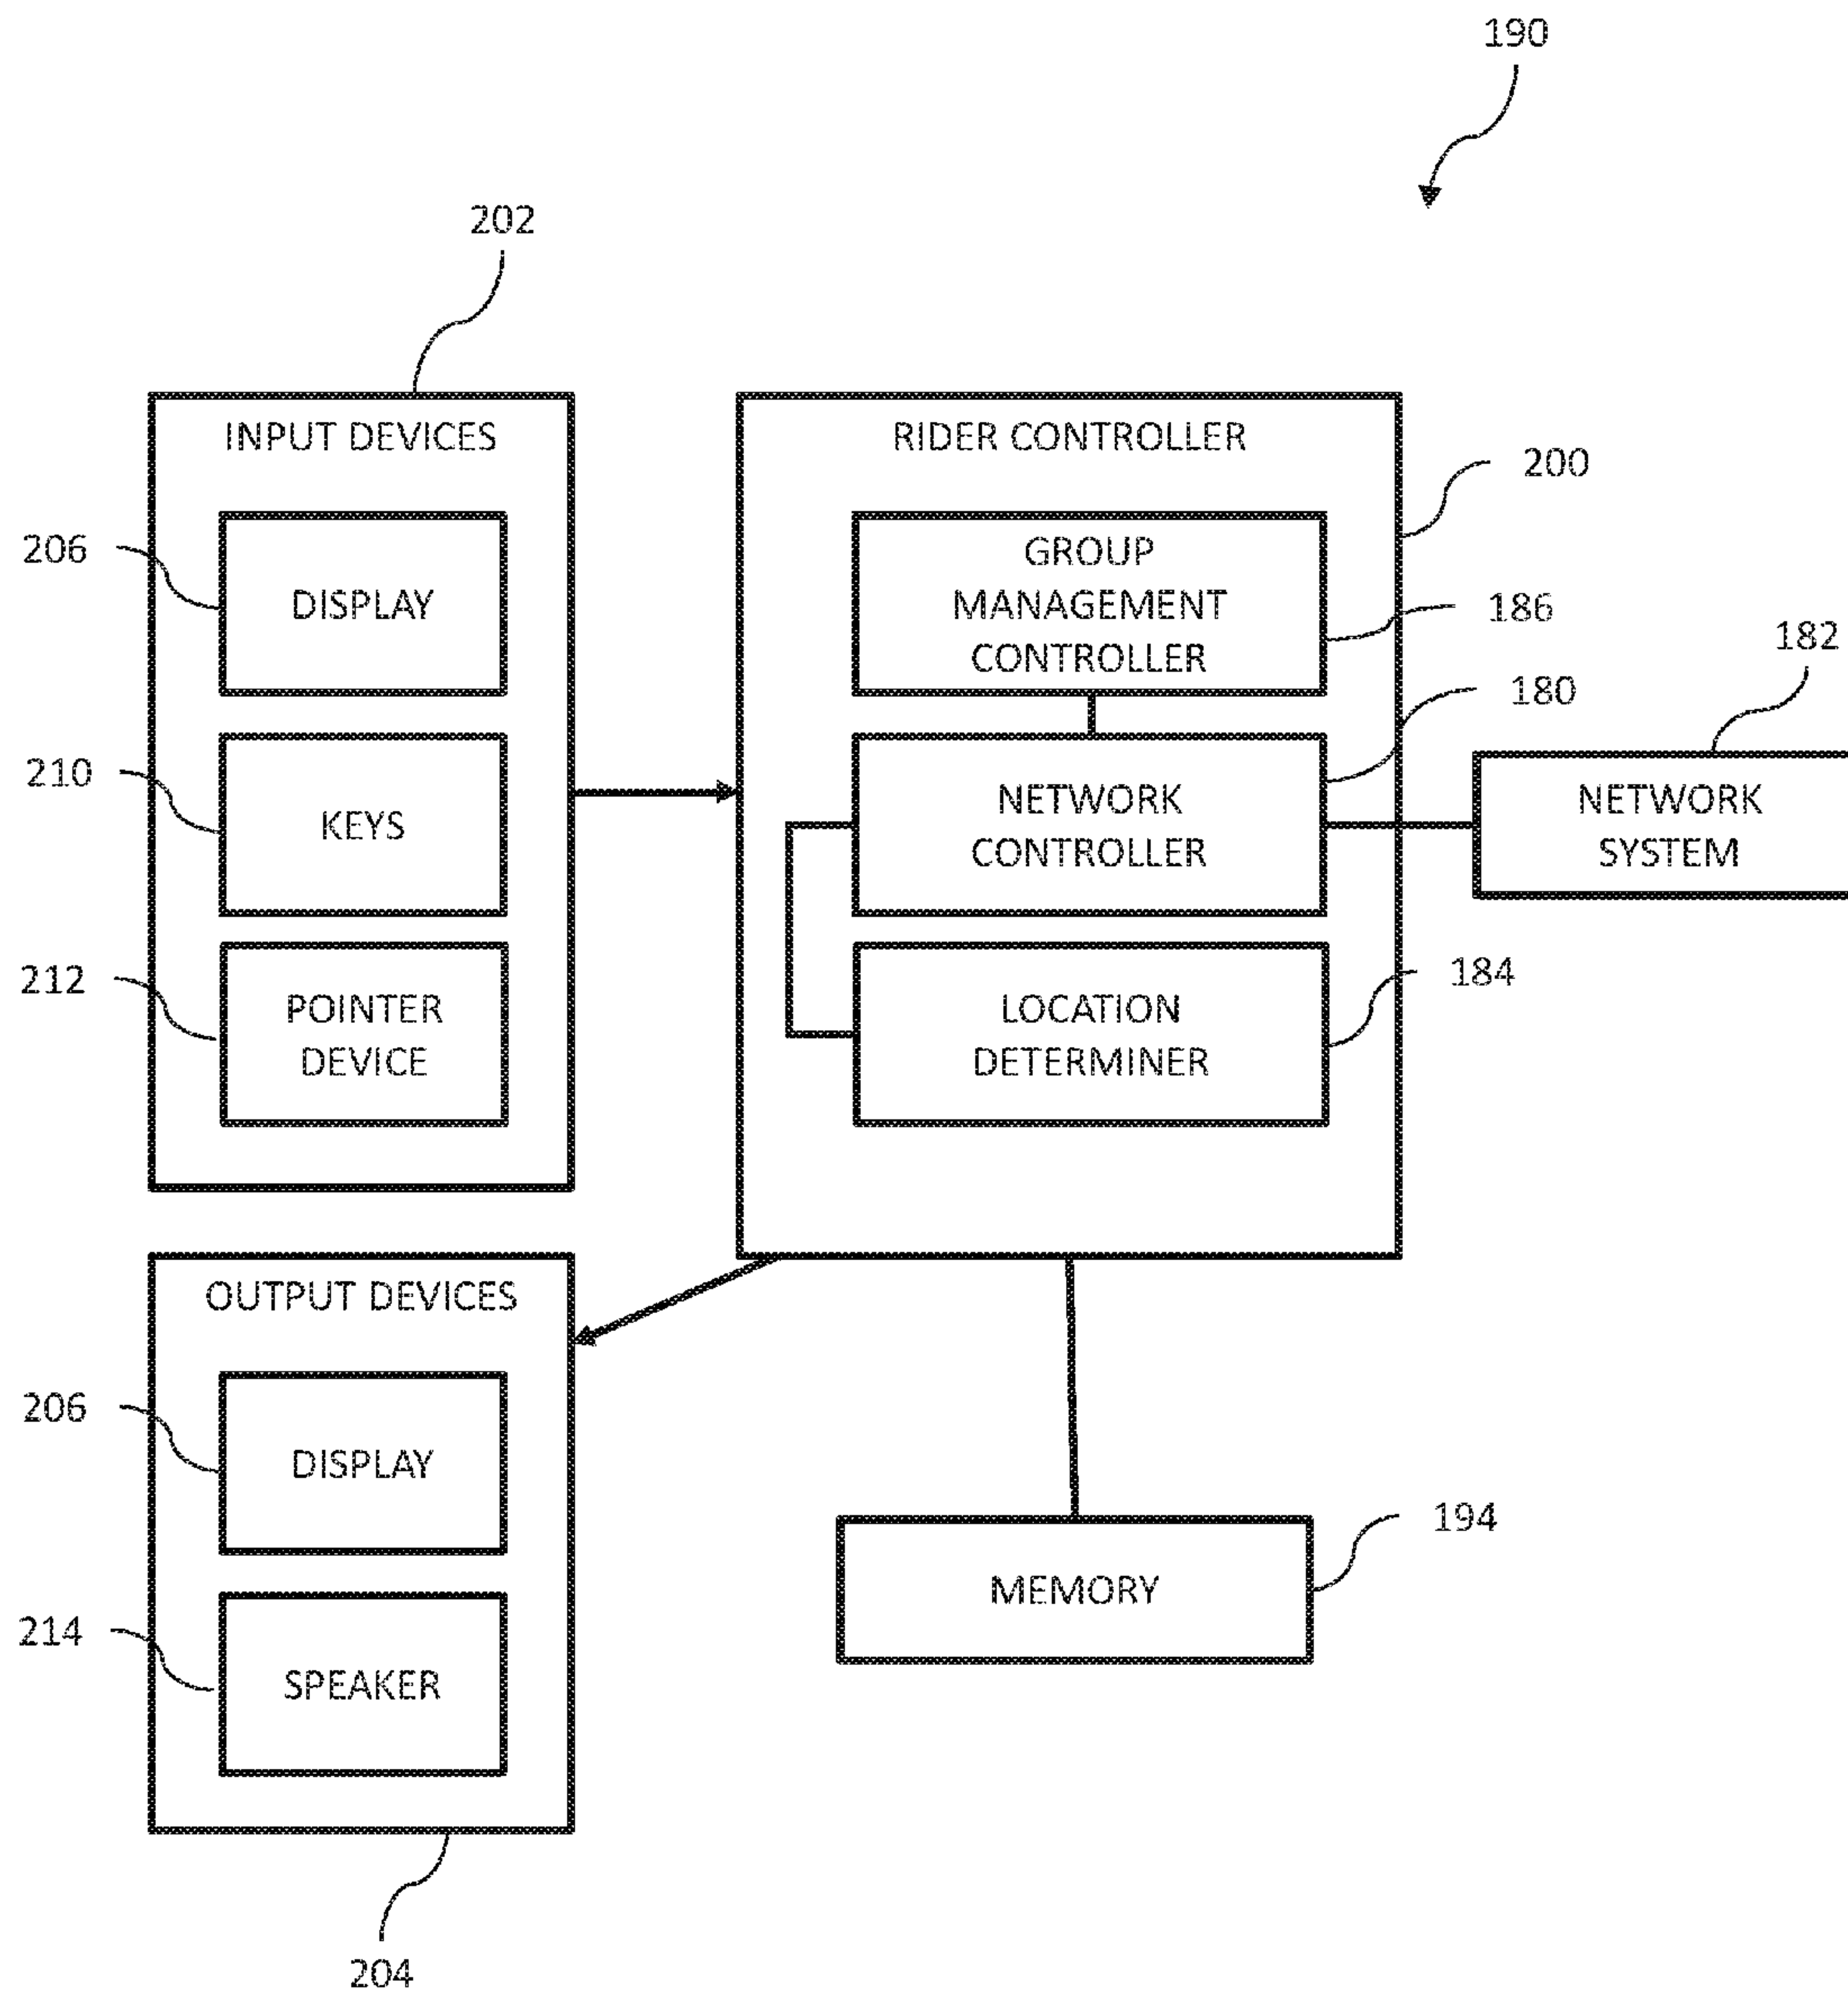 190
202
INPUT DEVICES
206
DISPLAY
210
KEYS
212
POINTER
DEVICE
RIDER CONTROLLER
200
GROUP
MANAGEMENT
CONTROLLER
186
180
NETWORK
CONTROLLER
182
NETWORK
SYSTEM
184
LOCATION
DETERMINER
OUTPUT DEVICES
206
DISPLAY
214
SPEAKER
204
MEMORY
194